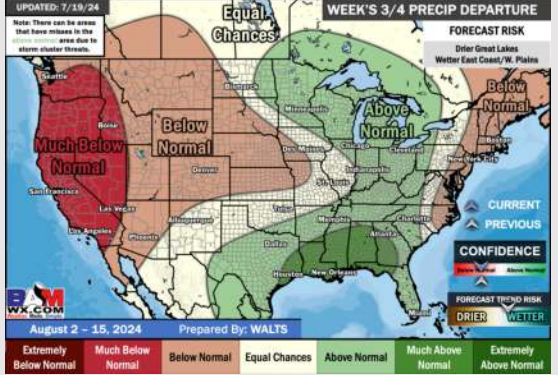 UPDATED: 7/19/24
WEEK'S 3/4 PRECIP DEPARTURE
Note: There can be areas
that have misses in the
above normal area due to
storm cluster threats.
Equal
Chances
FORECAST RISK
Drier Great Lakes
Wetter East Coast/W. Plains
Seattle
Bismarck
Below
Normal
Minneapolis
Above
Normal
Boise
Boston
Much Below
Normal
Below
Normal
Des Moines
Chicago
Cleveland
New York City
Denver
Indianapolis
San Francisco
St. Louis
Las Vegas
CURRENT
Tulsa
Memphis
Charlotte
PREVIOUS
Los Angeles
Albuquerque
Phoenix
Dallas
Atlanta
CONFIDENCE
Below Normal Above Normal
Houston
New Orleans
BAM
WX.COM
Miami
FORECAST TREND RISK
DRIER WETTER
August 2 – 15, 2024 Prepared By: WALTS
Extremely
Below Normal
Much Below
Normal
Below Normal
Equal Chances
Above Normal
Much Above
Normal
Extremely
Above Normal